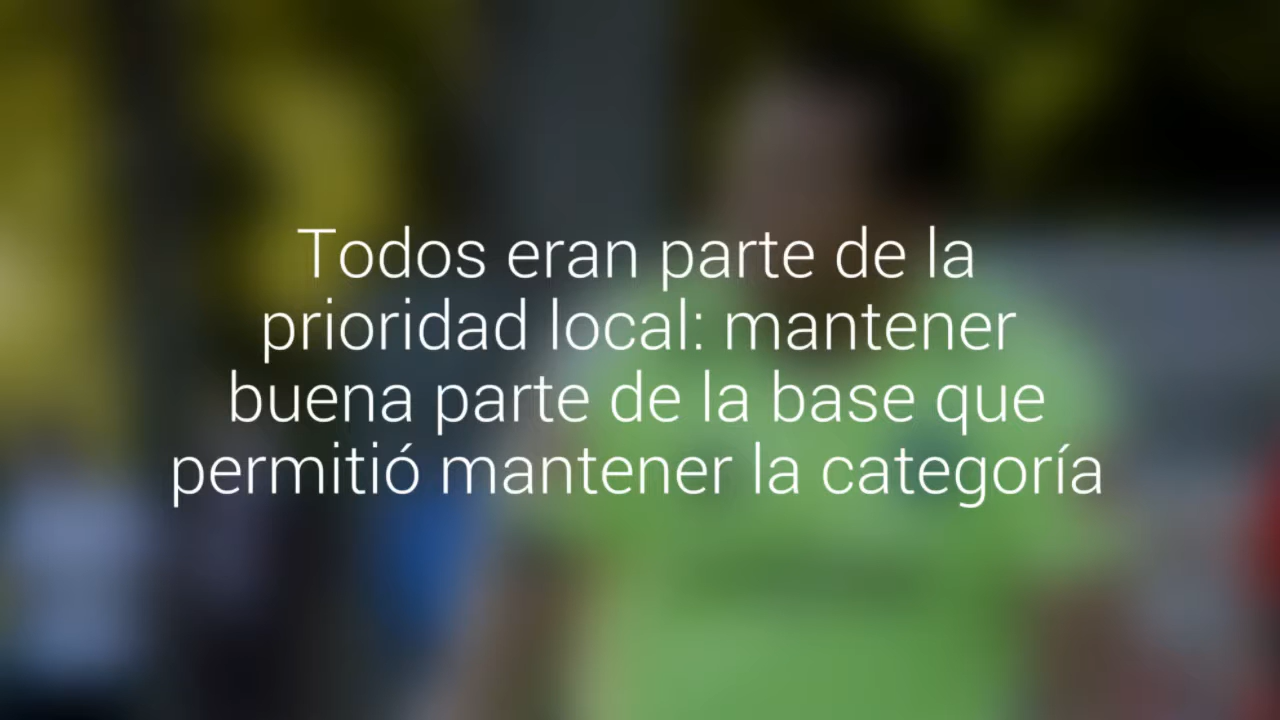 Todos eran parte de la
prioridad local: mantener
buena parte de la base que
permitió mantener la categoría